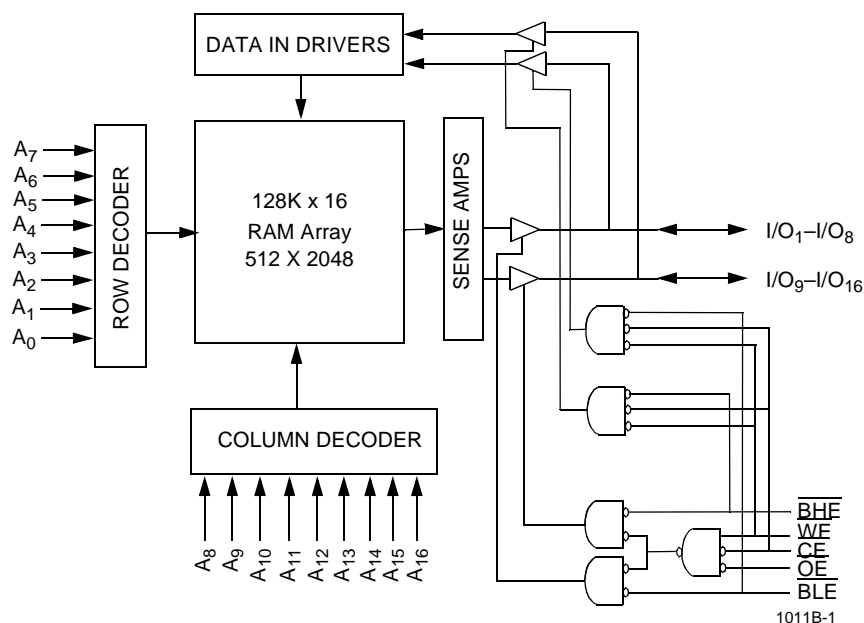 DATA IN DRIVERS
A7
A6
A5
A4
A3
A2
A1
A0
ROW DECODER
128K x 16
RAM Array
512 X 2048
SENSE AMPS
I/O1–I/O8
I/O9–I/O16
COLUMN DECODER
A8
A9
A10
A11
A12
A13
A14
A15
A16
BHE
WE
CE
OE
BLE
1011B-1